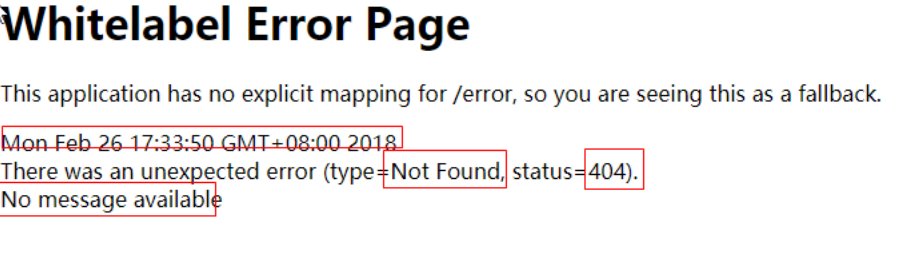 Whitelabel Error Page
This application has no explicit mapping for /error, so you are seeing this as a fallback.
Mon Feb 26 17:33:50 GMT+08:00 2018
There was an unexpected error (type=Not Found, status=404).
No message available